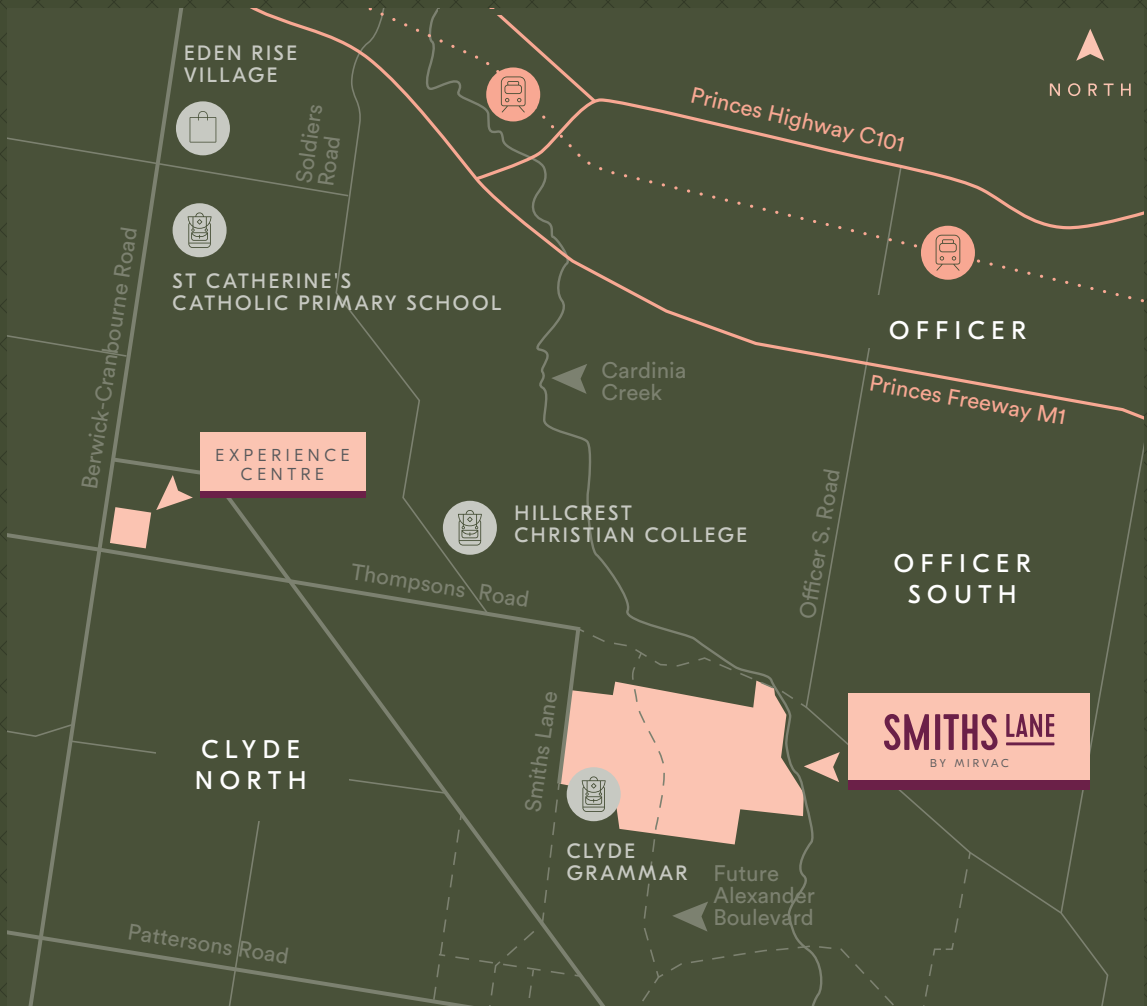 EDEN RISE
VILLAGE
NORTH
Princes Highway C101
Soldiers
Road
ST CATHERINE'S
CATHOLIC PRIMARY SCHOOL
Berwick-Cranbourne Road
OFFICER
Cardinia
Creek
Princes Freeway M1
EXPERIENCE
CENTRE
HILLCREST
CHRISTIAN COLLEGE
Officer S. Road
OFFICER
SOUTH
Thompsons Road
Smiths Lane
SMITHS LANE
BY MIRVAC
CLYDE
NORTH
CLYDE
GRAMMAR
Future
Alexander
Boulevard
Pattersons Road